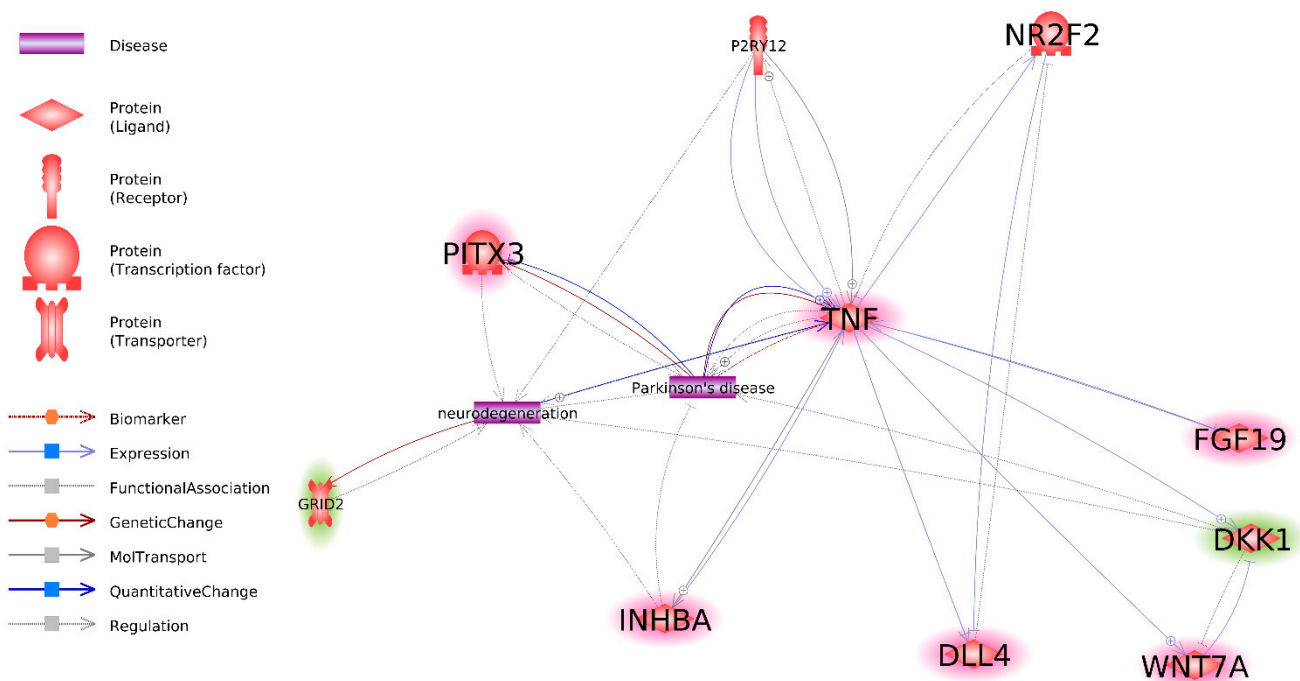 Disease
Protein
(Ligand)
Protein
(Receptor)
Protein
(Transcription factor)
Protein
(Transporter)
Biomarker
Expression
FunctionalAssociation
GeneticChange
MolTransport
QuantitativeChange
Regulation
P2RY12
NR2F2
PITX3
TNF
Parkinson's disease
neurodegeneration
FGF19
GRID2
DKK1
INHBA
DLL4
WNT7A